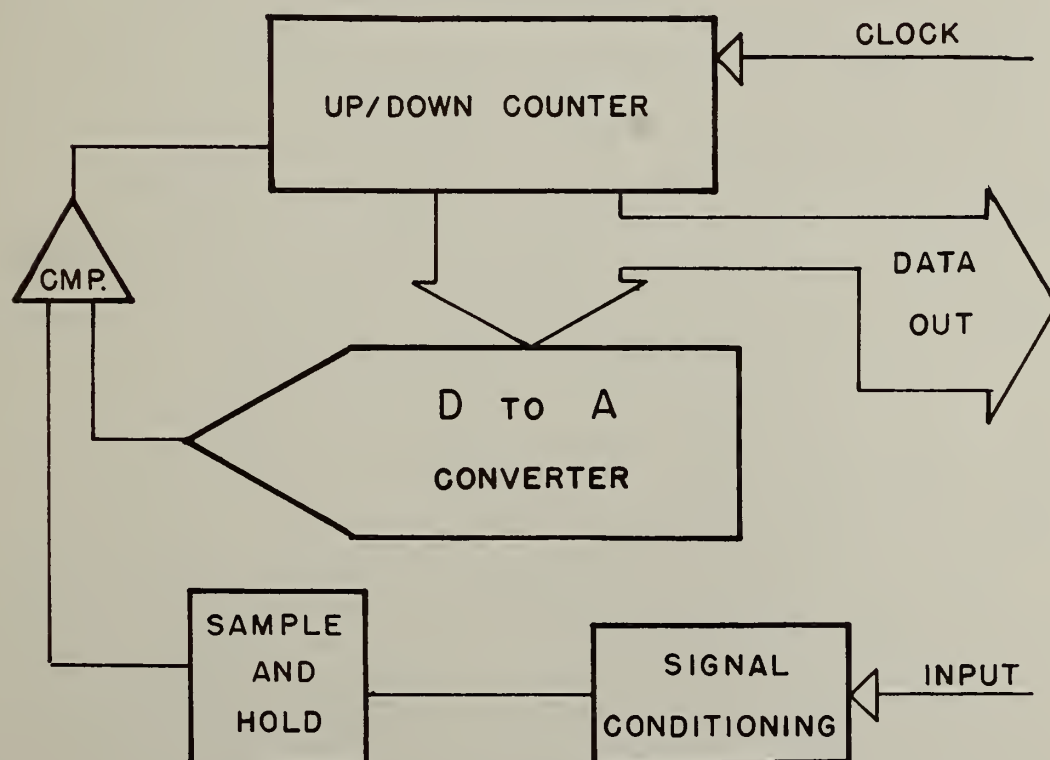 CLOCK
UP/DOWN COUNTER
CMP.
DATA
OUT
D TO A
CONVERTER
SAMPLE
AND
HOLD
SIGNAL
CONDITIONING
INPUT